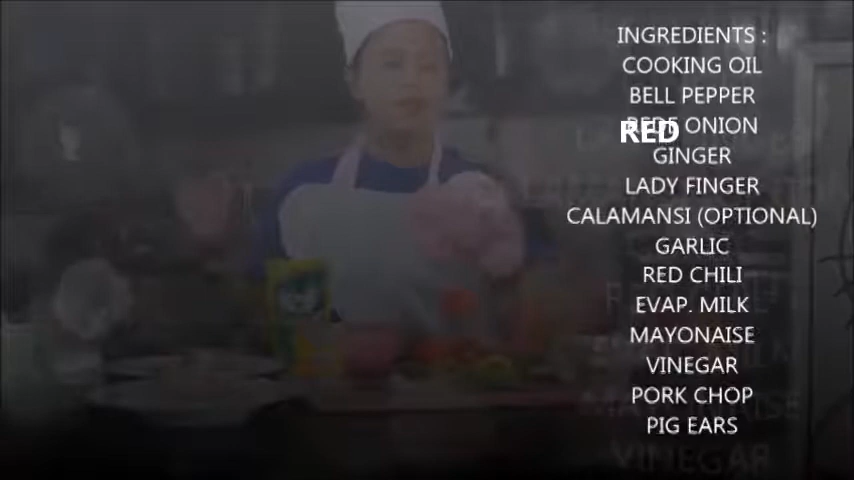 INGREDIENTS :
COOKING OIL
BELL PEPPER
RED ONION
GINGER
LADY FINGER
CALAMANSI (OPTIONAL)
GARLIC
RED CHILI
EVAP. MILK
MAYONAISE
VINEGAR
PORK CHOP
PIG EARS